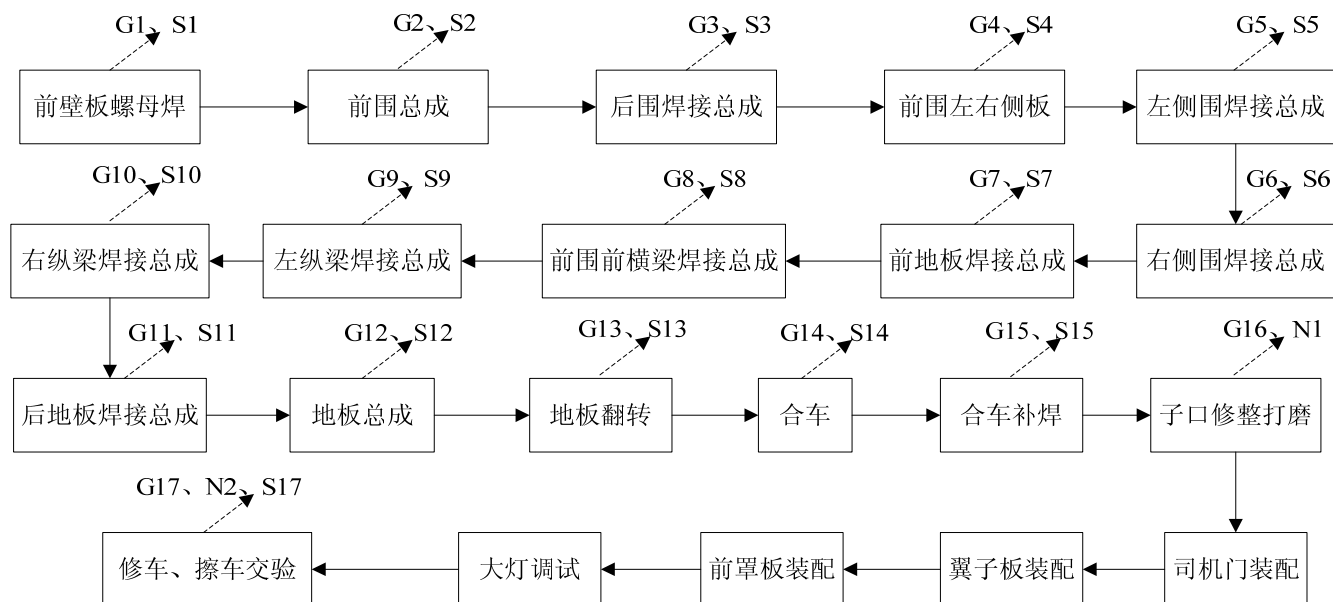 G1、S1
G2、S2
G3、S3
G4、S4
G5、S5
前壁板螺母焊
前围总成
后围焊接总成
前围左右侧板
左侧围焊接总成
G10、S10
G9、S9
G8、S8
G7、S7
G6、S6
右纵梁焊接总成
左纵梁焊接总成
前围前横梁焊接总成
前地板焊接总成
右侧围焊接总成
G11、S11
G12、S12
G13、S13
G14、S14
G15、S15
G16、N1
后地板焊接总成
地板总成
地板翻转
合车
合车补焊
子口修整打磨
G17、N2、S17
修车、擦车交验
大灯调试
前罩板装配
翼子板装配
司机门装配